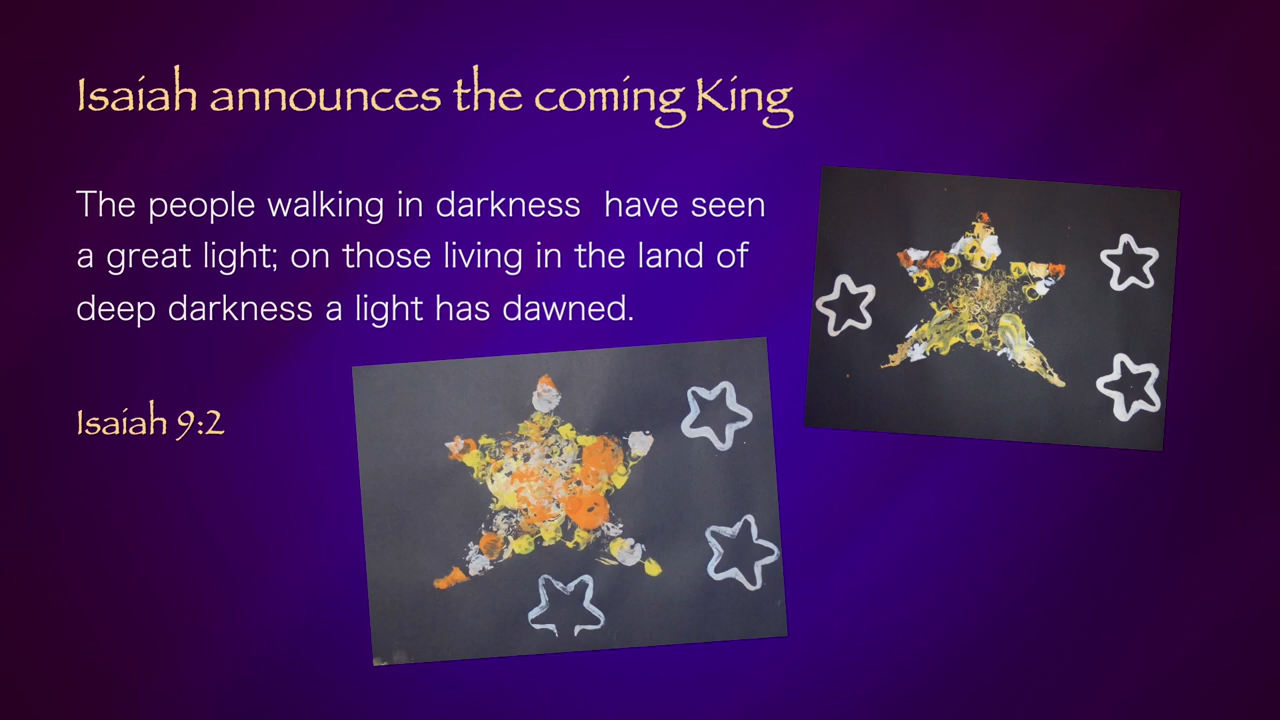 Isaiah announces the coming King
The people walking in darkness  have seen
a great light; on those living in the land of
deep darkness a light has dawned.
Isaiah 9:2